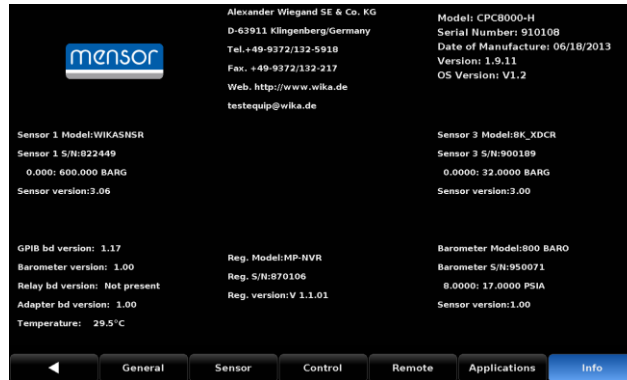 mensor
Alexander Wiegand SE & Co. KG
D-63911 Klingenberg/Germany
Tel.+49-9372/132-5918
Fax. +49-9372/132-217
Web. http://www.wika.de
testequip@wika.de
Model: CPC8000-H
Serial Number: 910108
Date of Manufacture: 06/18/2013
Version: 1.9.11
OS Version: V1.2
Sensor 1 Model:WIKASNSR
Sensor 1 S/N:822449
0.000: 600.000 BARG
Sensor version:3.06
Sensor 3 Model:8K_XDCR
Sensor 3 S/N:900189
0.0000: 32.0000 BARG
Sensor version:3.00
GPIB bd version: 1.17
Barometer version: 1.00
Relay bd version: Not present
Adapter bd version: 1.00
Temperature: 29.5°C
Reg. Model:MP-NVR
Reg. S/N:870106
Reg. version:V 1.1.01
Barometer Model:800 BARO
Barometer S/N:950071
8.0000: 17.0000 PSIA
Sensor version:1.00
General Sensor Control Remote Applications Info